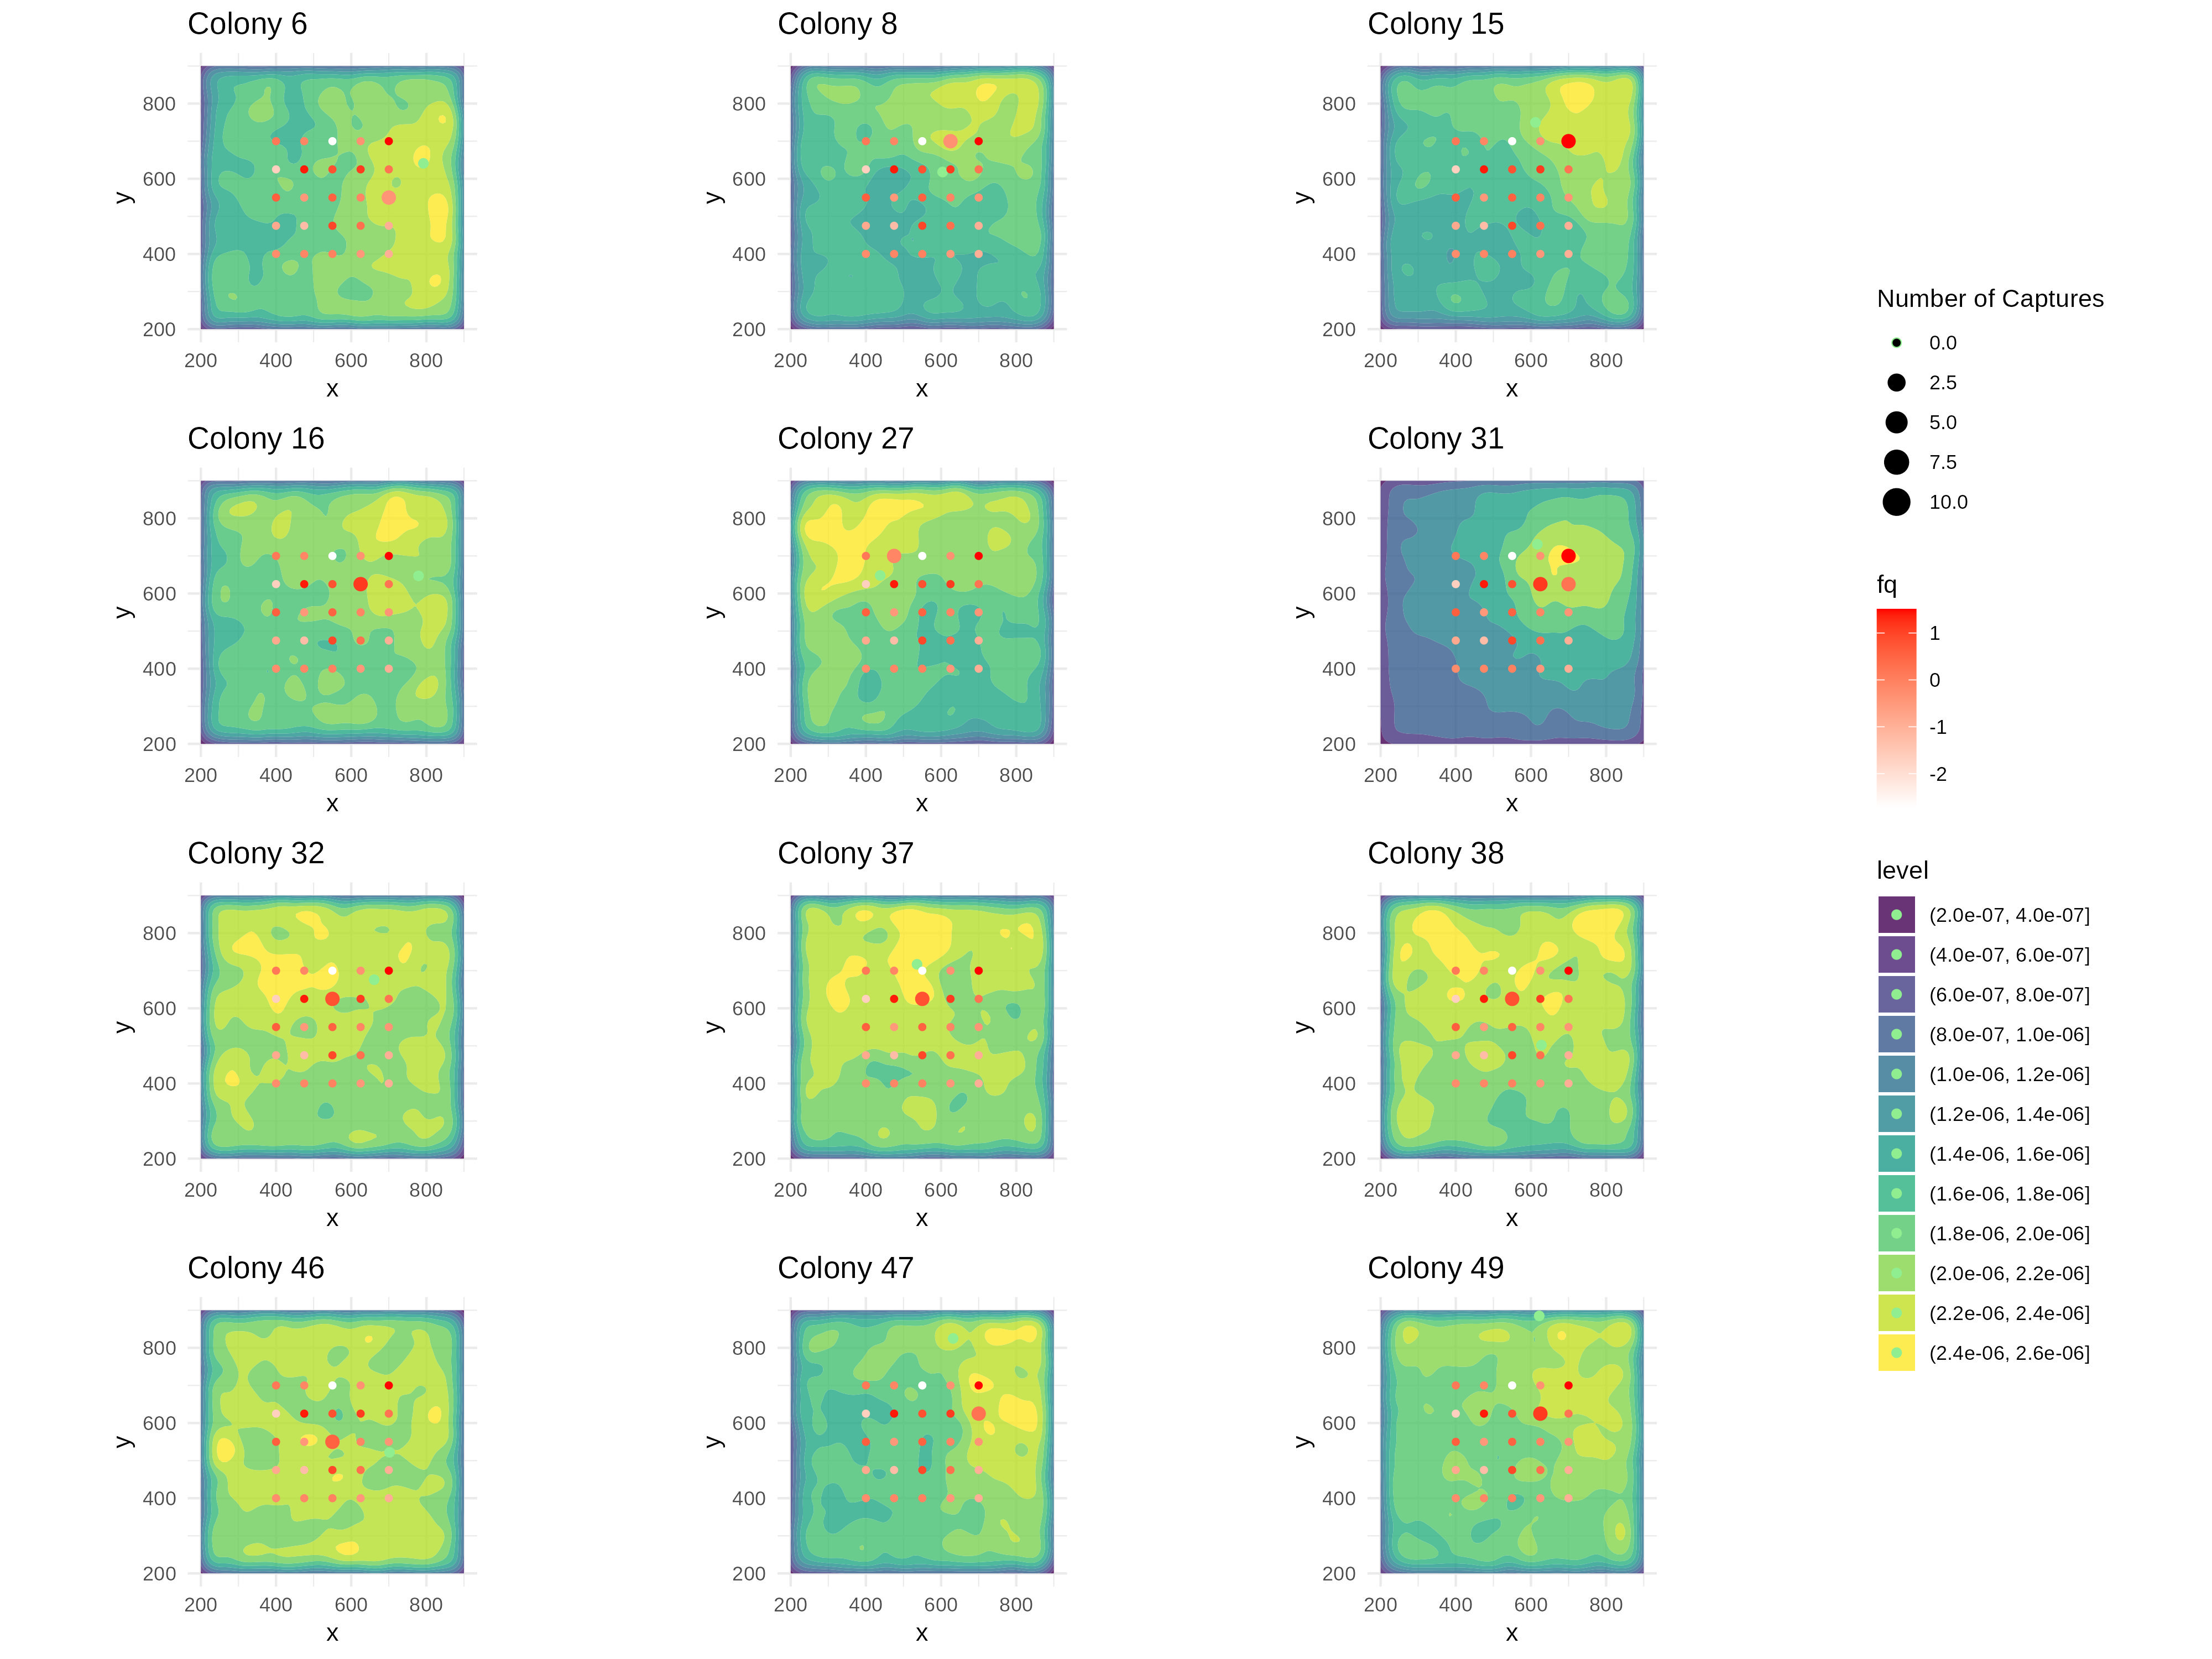 Colony 6
Colony 8
Colony 15
800
600
400
200
y
200 400 600 800
x
800
600
400
200
y
200 400 600 800
x
800
600
400
200
y
200 400 600 800
x
Colony 16
Colony 27
Colony 31
800
600
400
200
y
200 400 600 800
x
800
600
400
200
y
200 400 600 800
x
800
600
400
200
y
200 400 600 800
x
Colony 32
Colony 37
Colony 38
800
600
400
200
y
200 400 600 800
x
800
600
400
200
y
200 400 600 800
x
800
600
400
200
y
200 400 600 800
x
Colony 46
Colony 47
Colony 49
800
600
400
200
y
200 400 600 800
x
800
600
400
200
y
200 400 600 800
x
800
600
400
200
y
200 400 600 800
x
Number of Captures
0.0
2.5
5.0
7.5
10.0
fq
1
0
-1
-2
level
(2.0e-07, 4.0e-07]
(4.0e-07, 6.0e-07]
(6.0e-07, 8.0e-07]
(8.0e-07, 1.0e-06]
(1.0e-06, 1.2e-06]
(1.2e-06, 1.4e-06]
(1.4e-06, 1.6e-06]
(1.6e-06, 1.8e-06]
(1.8e-06, 2.0e-06]
(2.0e-06, 2.2e-06]
(2.2e-06, 2.4e-06]
(2.4e-06, 2.6e-06]